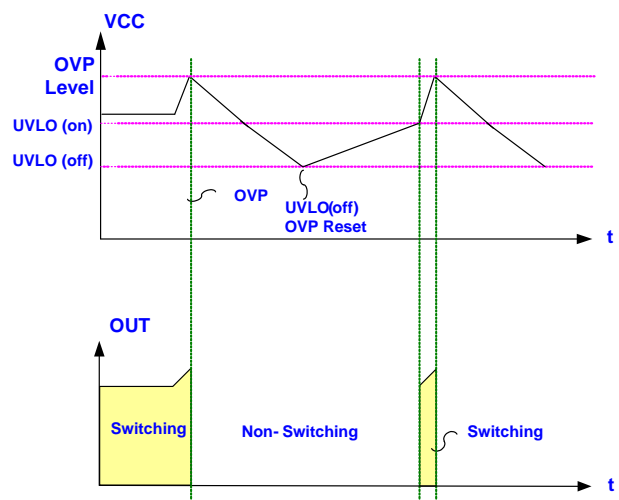 VCC
OVP
Level
UVLO (on)
UVLO (off)
OVP
UVLO(off)
OVP Reset
t
OUT
Switching
Non- Switching
Switching
t